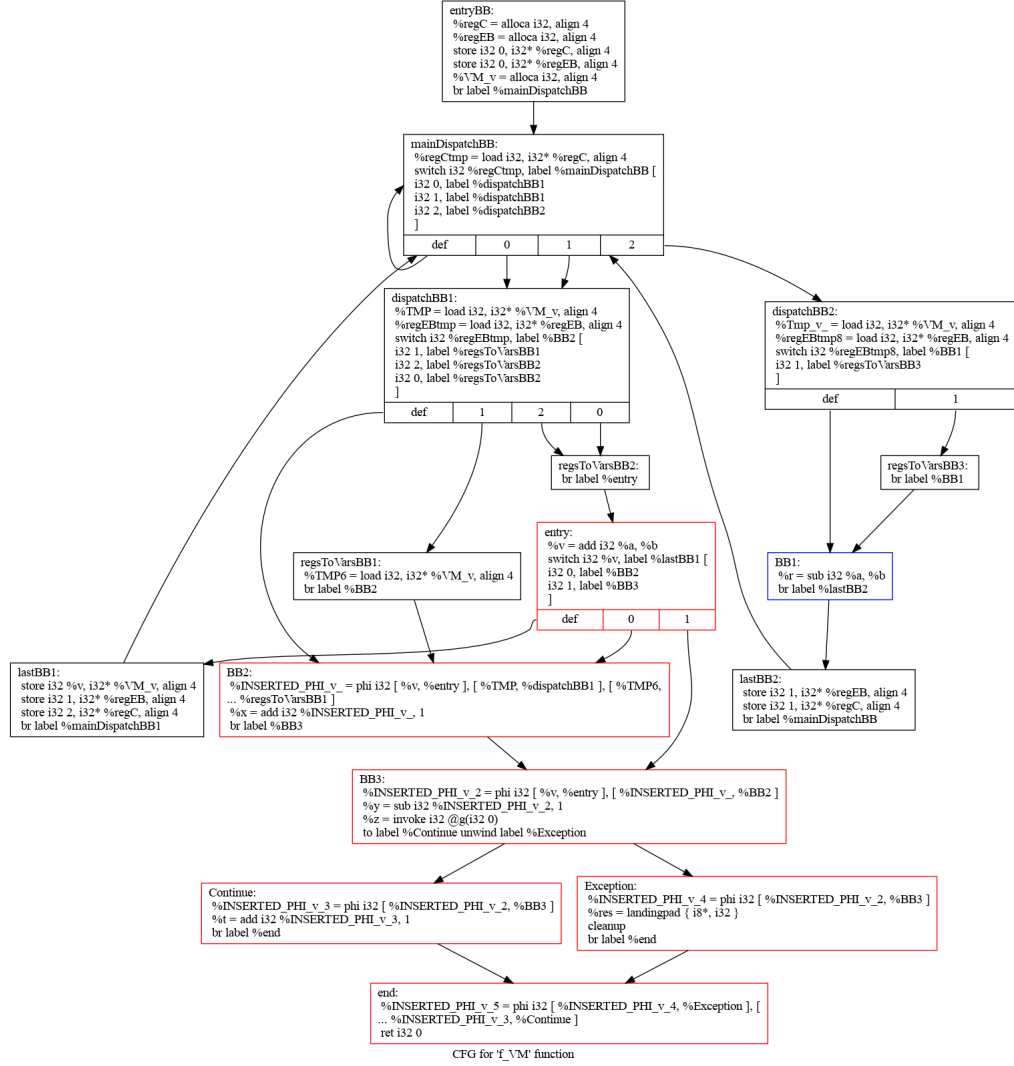 entryBB:
%regC = alloca i32, align 4
%regEB = alloca i32, align 4
store i32 0, i32* %regC, align 4
store i32 0, i32* %regEB, align 4
%VM_v = alloca i32, align 4
br label %mainDispatchBB
mainDispatchBB:
%regCtmp = load i32, i32* %regC, align 4
switch i32 %regCtmp, label %mainDispatchBB [
i32 0, label %dispatchBB1
i32 1, label %dispatchBB1
i32 2, label %dispatchBB2
]
def 0 1 2
dispatchBB1:
%TMP = load i32, i32* %VM_v, align 4
%regEBtmp = load i32, i32* %regEB, align 4
switch i32 %regEBtmp, label %BB2 [
i32 1, label %regsToVarsBB1
i32 2, label %regsToVarsBB2
i32 0, label %regsToVarsBB2
]
def 1 2 0
dispatchBB2:
%Tmp_v_ = load i32, i32* %VM_v, align 4
%regEBtmp8 = load i32, i32* %regEB, align 4
switch i32 %regEBtmp8, label %BB1 [
i32 1, label %regsToVarsBB3
]
def 1
regsToVarsBB2:
br label %entry
regsToVarsBB3:
br label %BB1
entry:
%v = add i32 %a, %b
switch i32 %v, label %lastBB1 [
i32 0, label %BB2
i32 1, label %BB3
]
def 0 1
regsToVarsBB1:
%TMP6 = load i32, i32* %VM_v, align 4
br label %BB2
BB1:
%r = sub i32 %a, %b
br label %lastBB2
lastBB1:
store i32 %v, i32* %VM_v, align 4
store i32 1, i32* %regEB, align 4
store i32 2, i32* %regC, align 4
br label %mainDispatchBB1
BB2:
%INSERTED_PHI_v_ = phi i32 [ %v, %entry ], [ %TMP, %dispatchBB1 ], [ %TMP6,
... %regsToVarsBB1 ]
%x = add i32 %INSERTED_PHI_v_, 1
br label %BB3
lastBB2:
store i32 1, i32* %regEB, align 4
store i32 1, i32* %regC, align 4
br label %mainDispatchBB
BB3:
%INSERTED_PHI_v_2 = phi i32 [ %v, %entry ], [ %INSERTED_PHI_v_, %BB2 ]
%y = sub i32 %INSERTED_PHI_v_2, 1
%z = invoke i32 @g(i32 0)
to label %Continue unwind label %Exception
Continue:
%INSERTED_PHI_v_3 = phi i32 [ %INSERTED_PHI_v_2, %BB3 ]
%t = add i32 %INSERTED_PHI_v_3, 1
br label %end
Exception:
%INSERTED_PHI_v_4 = phi i32 [ %INSERTED_PHI_v_2, %BB3 ]
%res = landingpad { i8*, i32 }
cleanup
br label %end
end:
%INSERTED_PHI_v_5 = phi i32 [ %INSERTED_PHI_v_4, %Exception ], [
... %INSERTED_PHI_v_3, %Continue ]
ret i32 0
CFG for 'f_VM' function